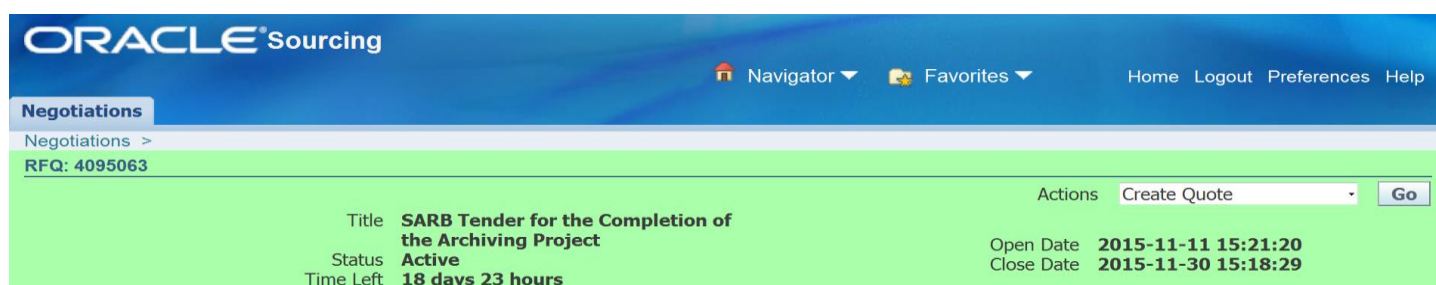 ORACLE Sourcing
Navigator Favorites Home Logout Preferences Help
Negotiations
Negotiations >
RFQ: 4095063
Actions Create Quote Go
Title SARB Tender for the Completion of
the Archiving Project
Open Date 2015-11-11 15:21:20
Status Active
Close Date 2015-11-30 15:18:29
Time Left 18 days 23 hours